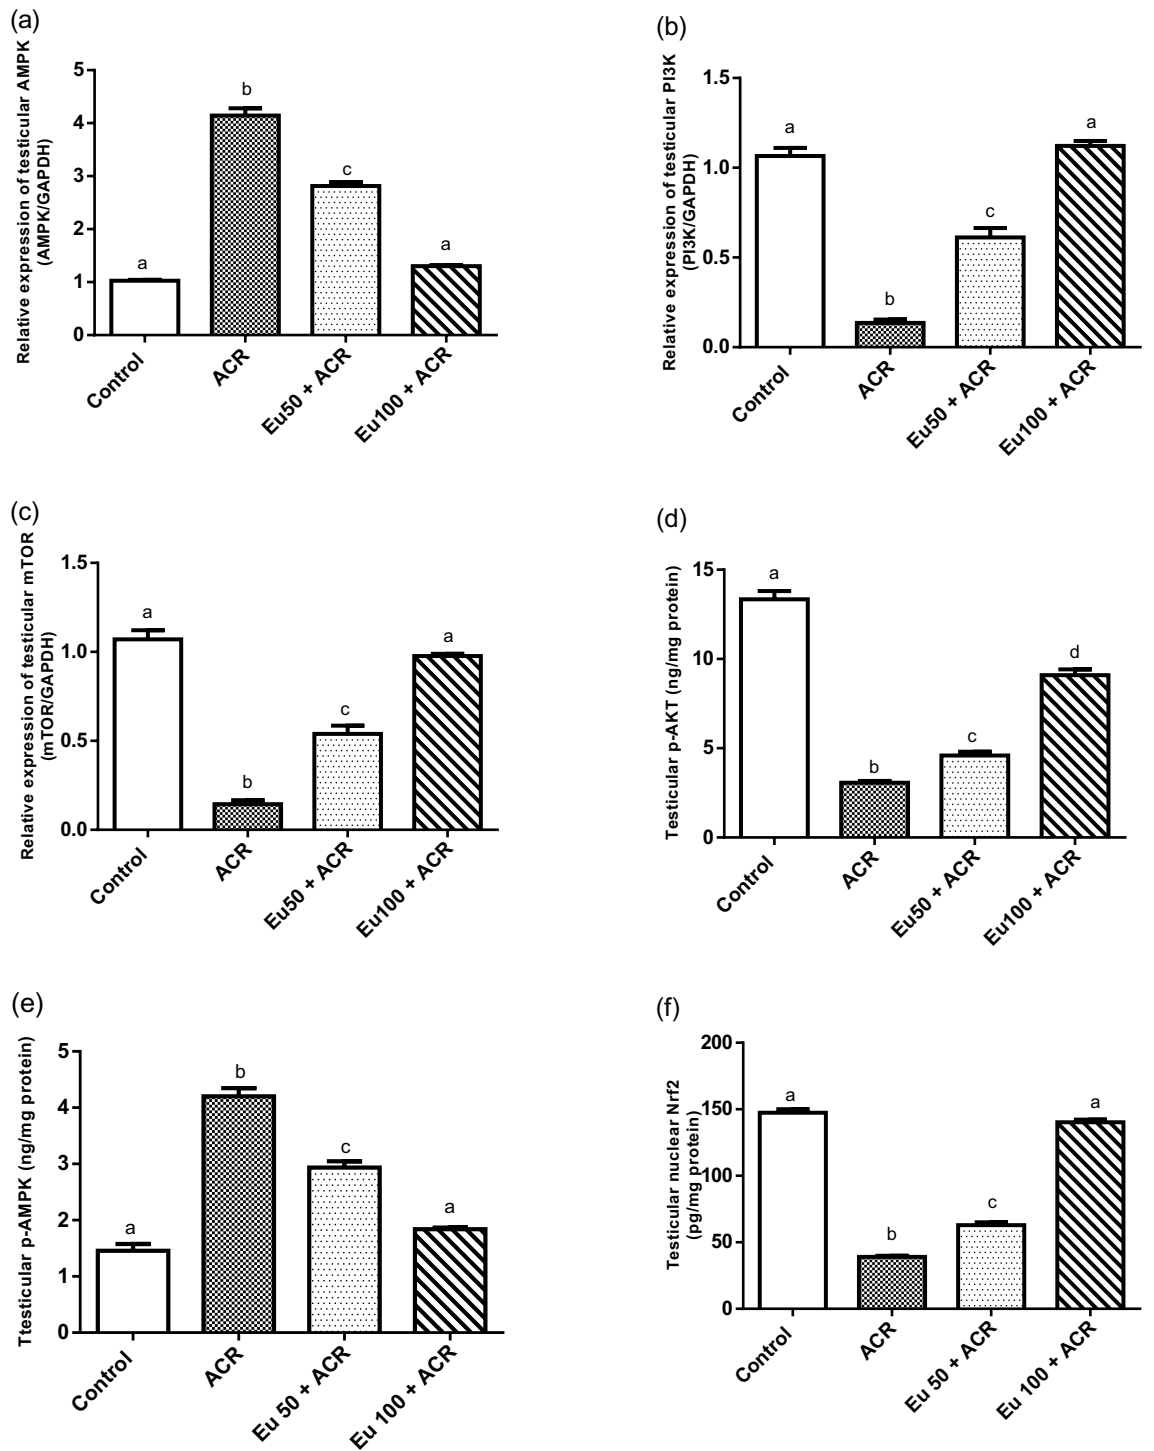 (a)
Relative expression of testicular AMPK
(AMPK/GAPDH)
5
4
3
2
1
0
a
b
c
a
Control
ACR
Eu50 + ACR
Eu100 + ACR
(b)
Relative expression of testicular PI3K
(PI3K/GAPDH)
1.5
1.0
0.5
0.0
a
b
c
a
Control
ACR
Eu50 + ACR
Eu100 + ACR
(c)
Relative expression of testicular mTOR
(mTOR/GAPDH)
1.5
1.0
0.5
0.0
a
b
c
a
Control
ACR
Eu50 + ACR
Eu100 + ACR
(d)
Testicular p-AKT (ng/mg protein)
15
10
5
0
a
b
c
d
Control
ACR
Eu50 + ACR
Eu100 + ACR
(e)
Ttesticular p-AMPK (ng/mg protein)
5
4
3
2
1
0
a
b
c
a
Control
ACR
Eu 50 + ACR
Eu 100 + ACR
(f)
Testicular nuclear Nrf2
(pg/mg protein)
200
150
100
50
0
a
b
c
a
Control
ACR
Eu 50 + ACR
Eu 100 + ACR